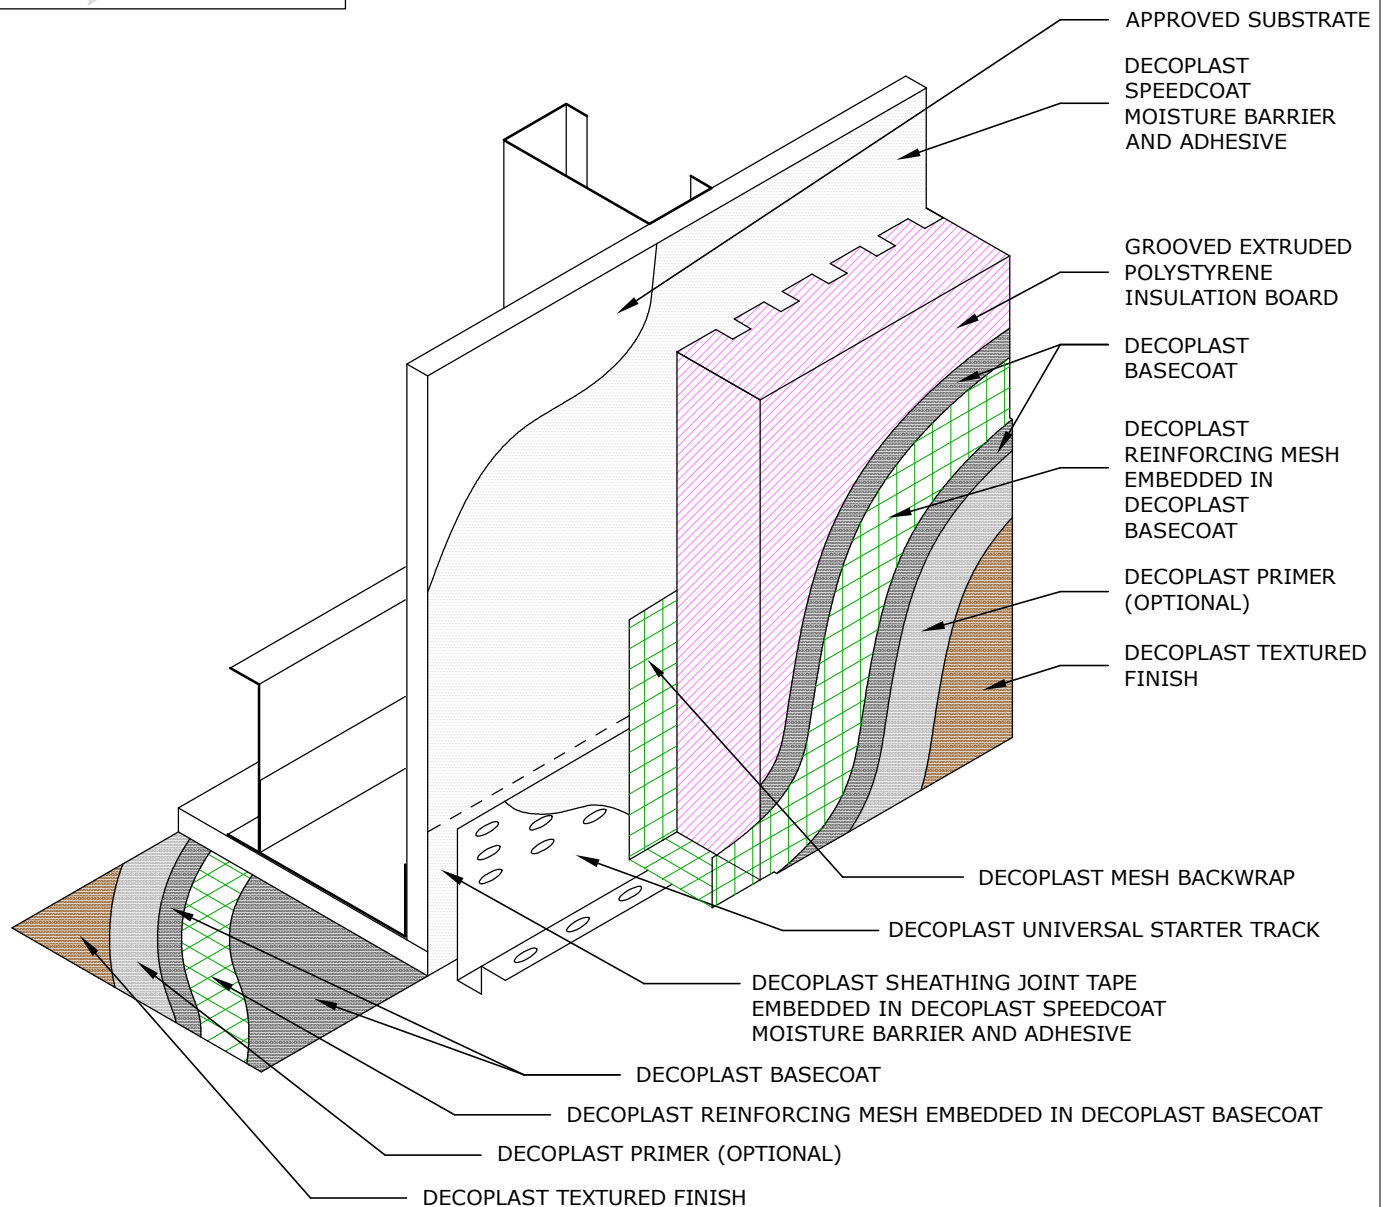 APPROVED SUBSTRATE
DECOPLAST
SPEEDCOAT
MOISTURE BARRIER
AND ADHESIVE
GROOVED EXTRUDED
POLYSTYRENE
INSULATION BOARD
DECOPLAST
BASECOAT
DECOPLAST
REINFORCING MESH
EMBEDDED IN
DECOPLAST
BASECOAT
DECOPLAST PRIMER
(OPTIONAL)
DECOPLAST TEXTURED
FINISH
DECOPLAST MESH BACKWRAP
DECOPLAST UNIVERSAL STARTER TRACK
DECOPLAST SHEATHING JOINT TAPE
EMBEDDED IN DECOPLAST SPEEDCOAT
MOISTURE BARRIER AND ADHESIVE
DECOPLAST BASECOAT
DECOPLAST REINFORCING MESH EMBEDDED IN DECOPLAST BASECOAT
DECOPLAST PRIMER (OPTIONAL)
DECOPLAST TEXTURED FINISH